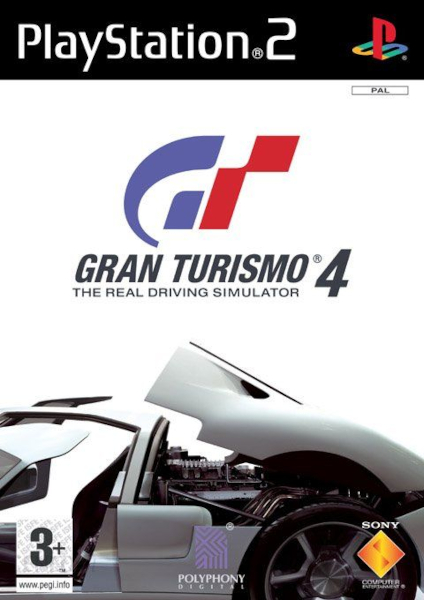 PlayStation®2
PAL
GRAN TURISMO®4
THE REAL DRIVING SIMULATOR
3+
www.pegi.info
®
POLYPHONY
DIGITAL
SONY
COMPUTER
ENTERTAINMENT®